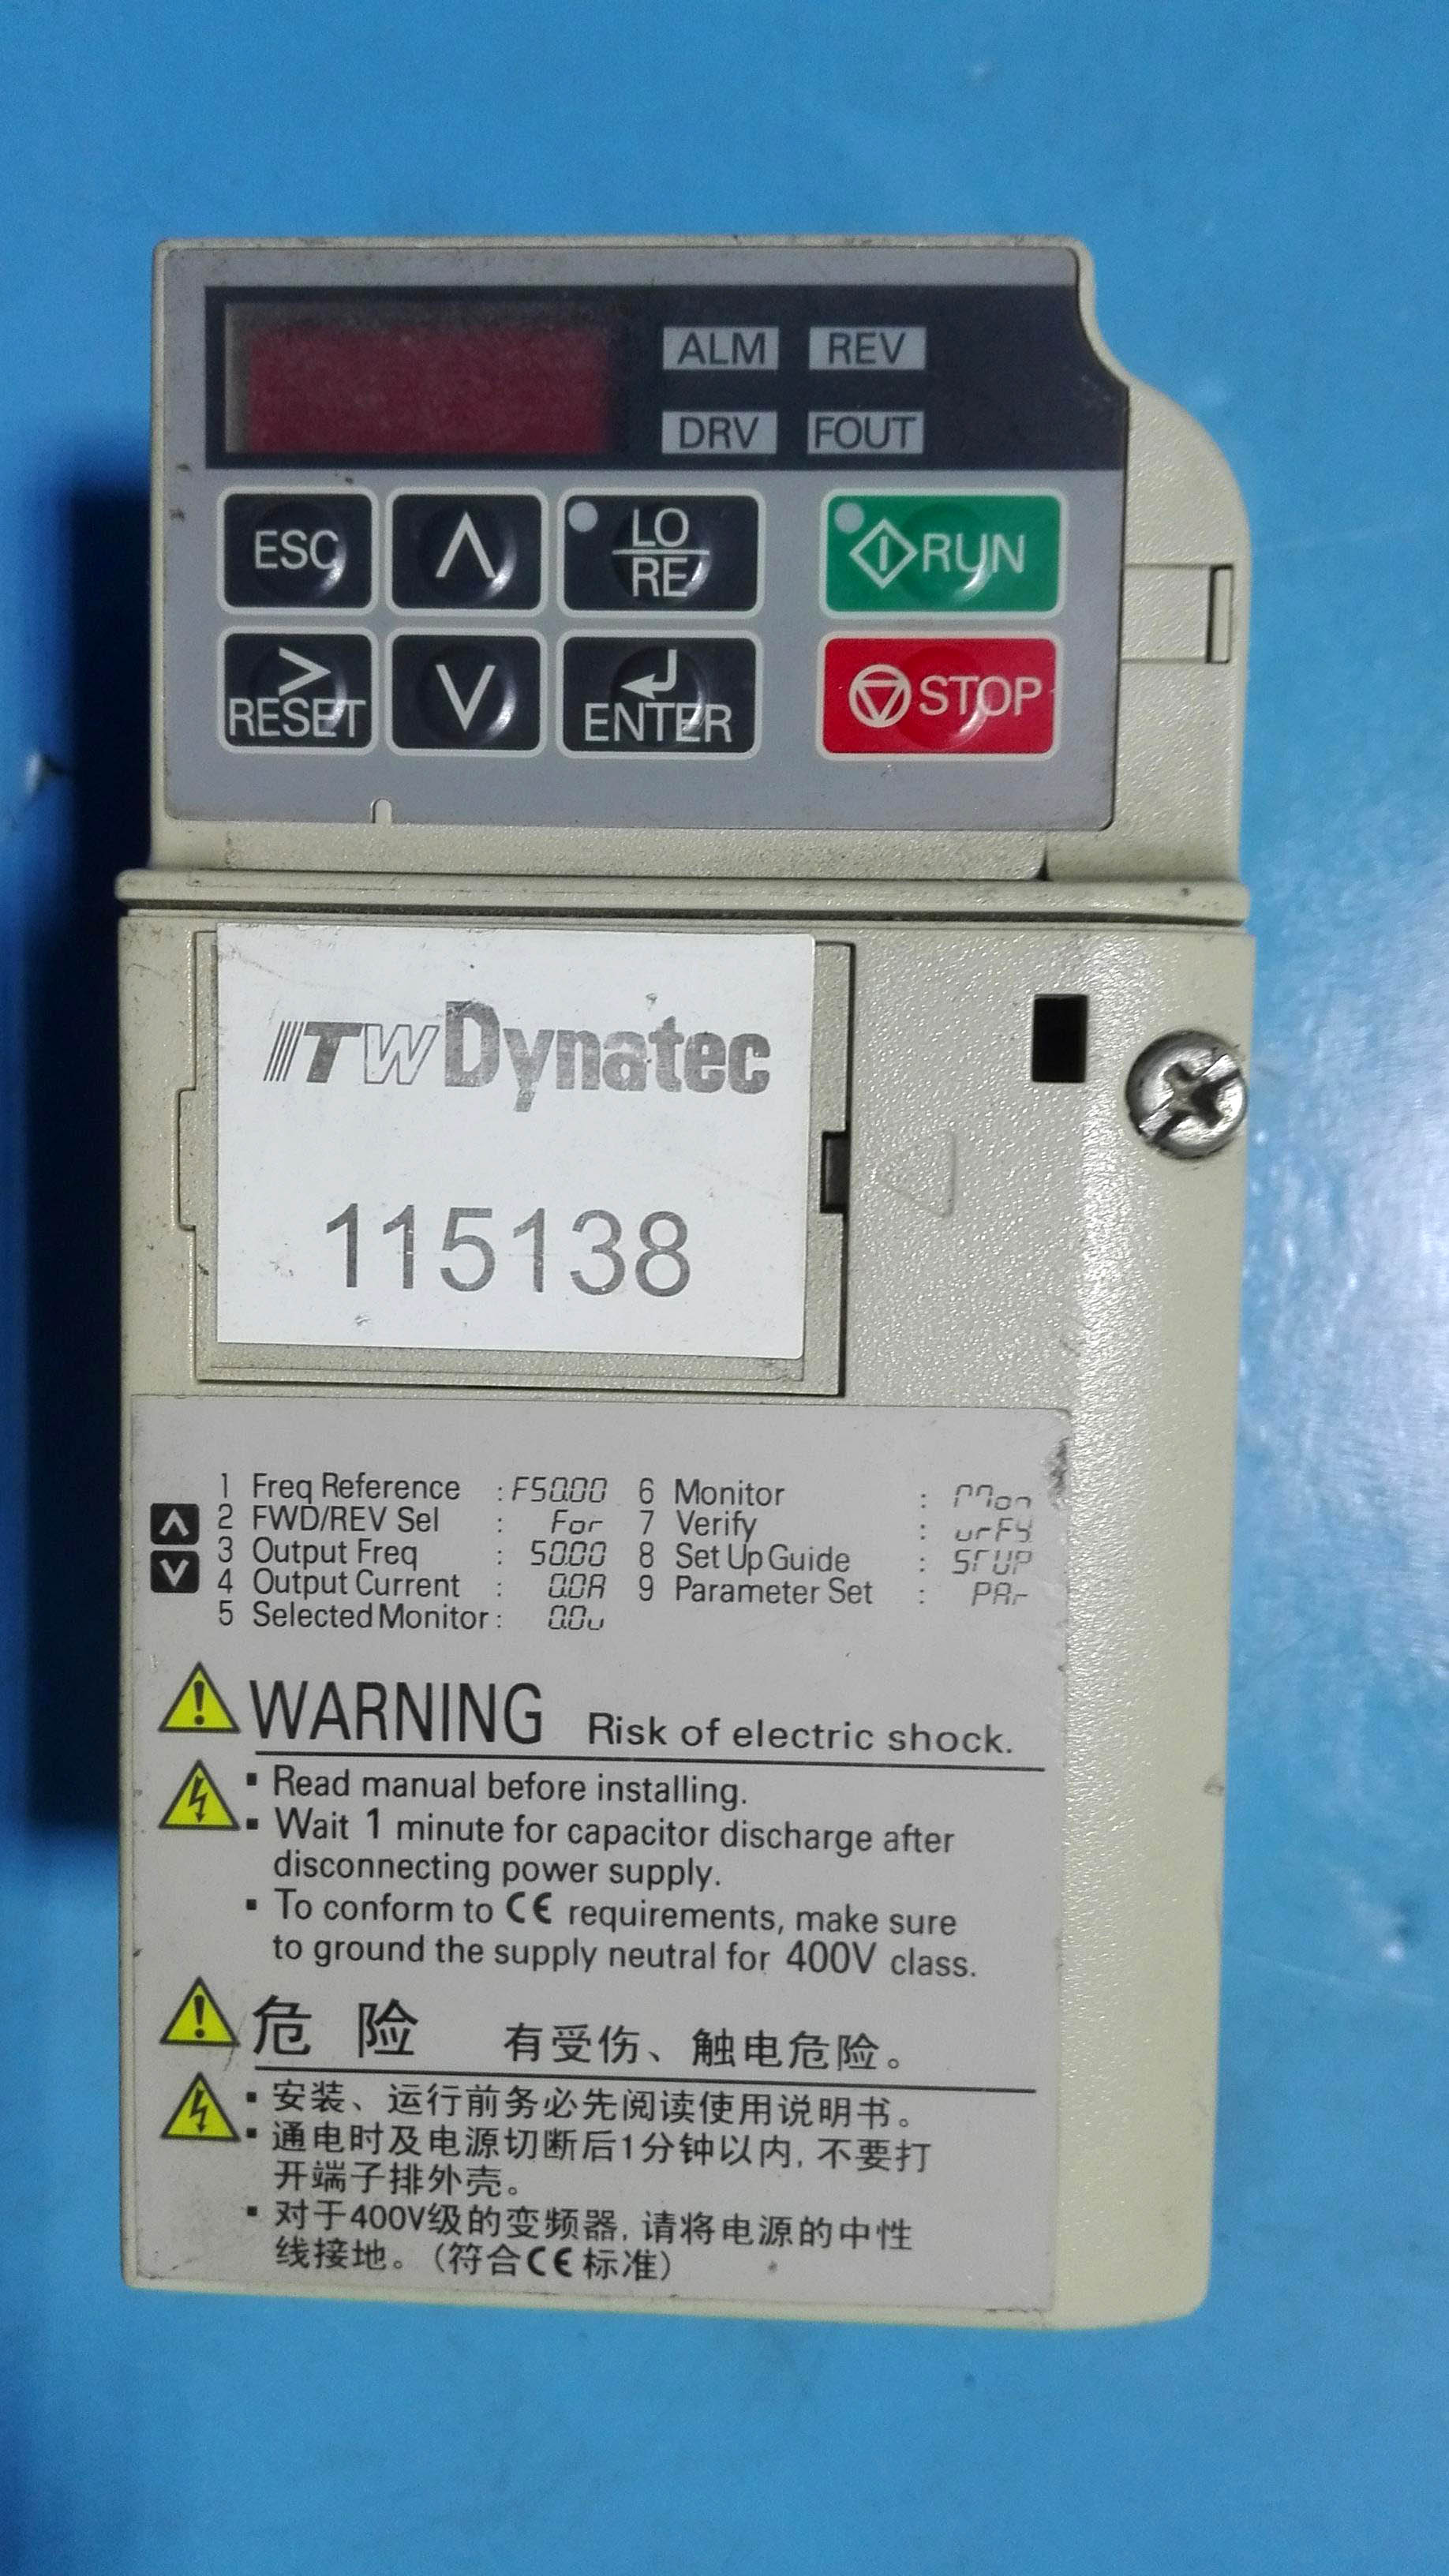 ALM REV
DRV FOUT
ESC ∧ LO/RE RUN
> RESET ∨ ENTER STOP
ITW Dynatec
115138
1 Freq Reference : F50.00 6 Monitor : Mon
2 FWD/REV Sel : For 7 Verify : vrFy
3 Output Freq : 50.00 8 Set Up Guide : STUP
4 Output Current : 0.0A 9 Parameter Set : PAr
5 Selected Monitor : 0.0v
WARNING Risk of electric shock.
▪ Read manual before installing.
▪ Wait 1 minute for capacitor discharge after
disconnecting power supply.
▪ To conform to CE requirements, make sure
to ground the supply neutral for 400V class.
危 险 有受伤、触电危险。
▪ 安装、运行前务必先阅读使用说明书。
▪ 通电时及电源切断后1分钟以内, 不要打
开端子排外壳。
▪ 对于400V级的变频器, 请将电源的中性
线接地。(符合CE标准)